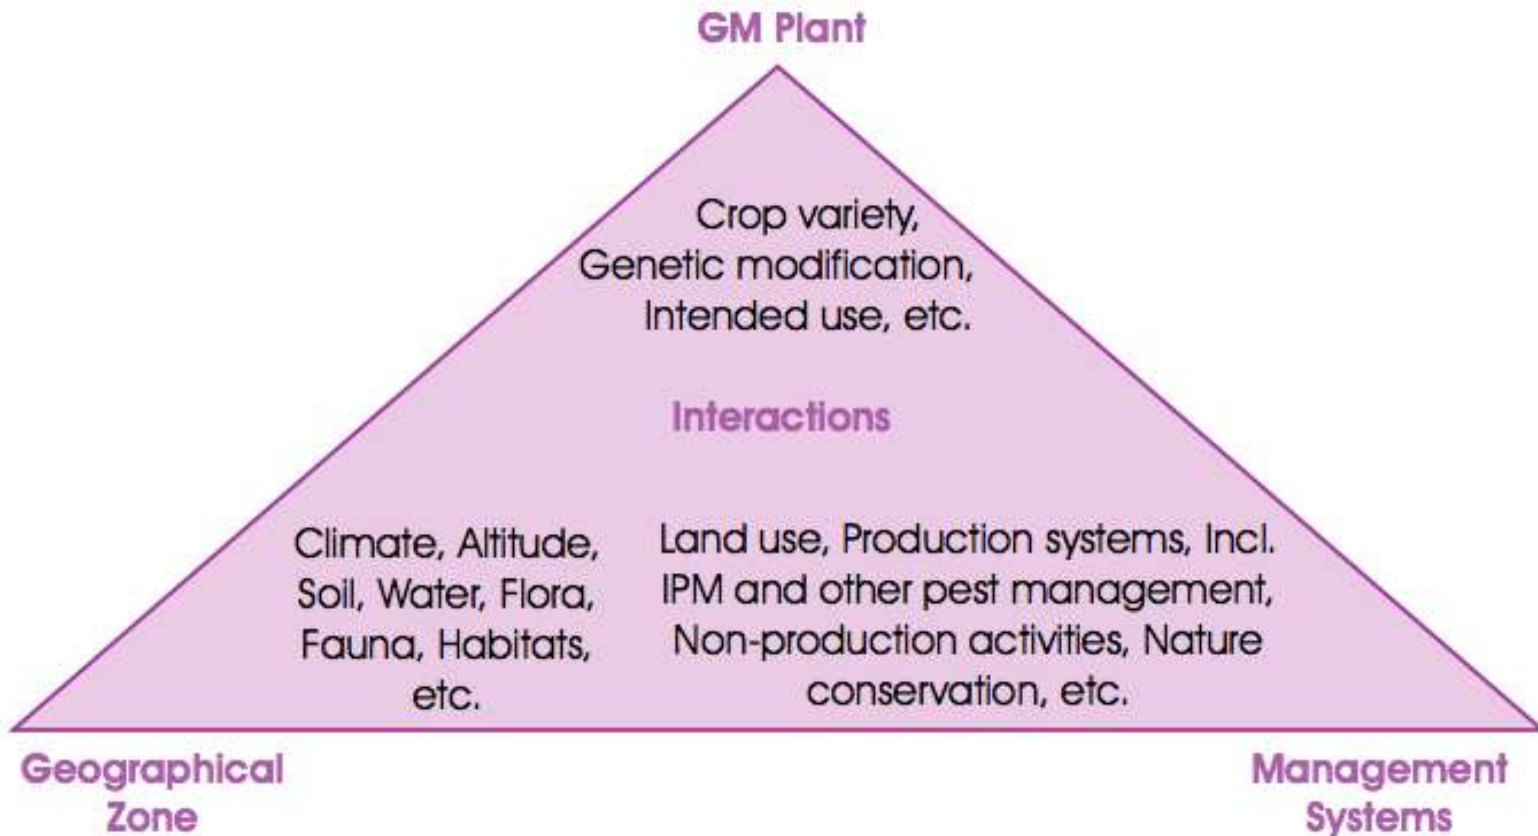 GM Plant
Crop variety,
Genetic modification,
Intended use, etc.
Interactions
Climate, Altitude,
Soil, Water, Flora,
Fauna, Habitats,
etc.
Land use, Production systems, Incl.
IPM and other pest management,
Non-production activities, Nature
conservation, etc.
Geographical
Zone
Management
Systems